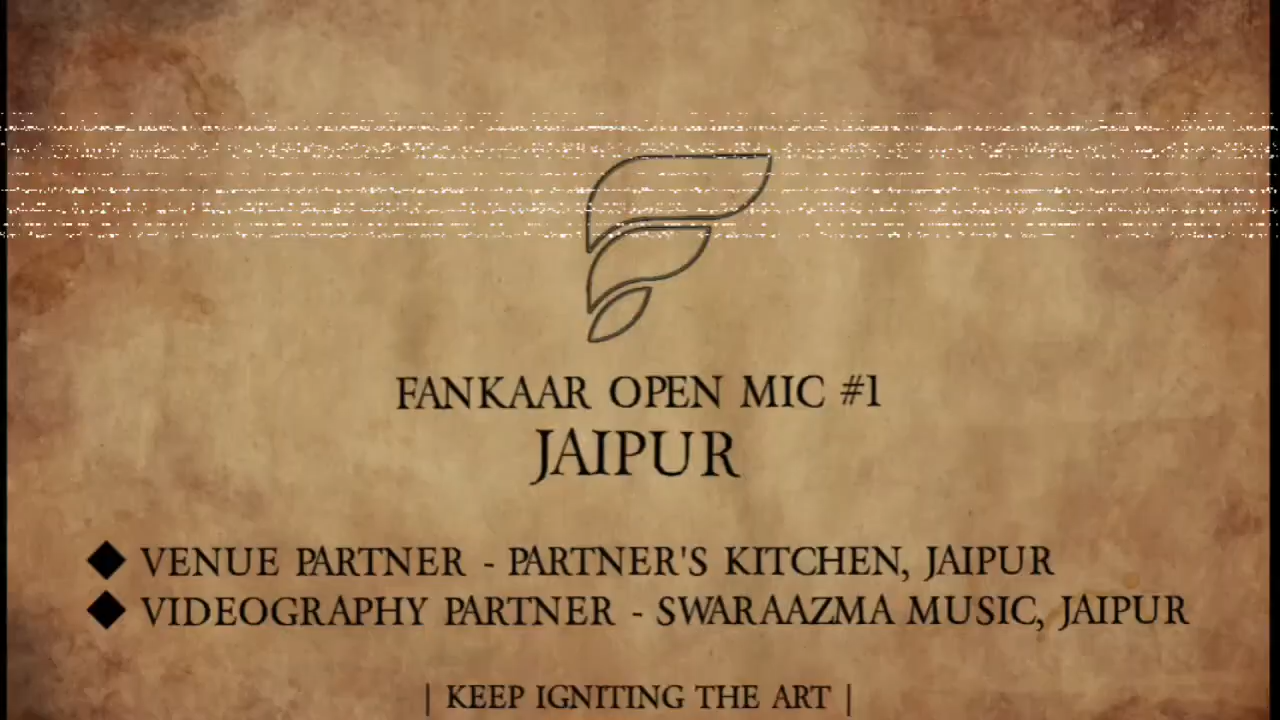 FANKAAR OPEN MIC #1
JAIPUR
◆ VENUE PARTNER - PARTNER'S KITCHEN, JAIPUR
◆ VIDEOGRAPHY PARTNER - SWARAAZMA MUSIC, JAIPUR
| KEEP IGNITING THE ART |